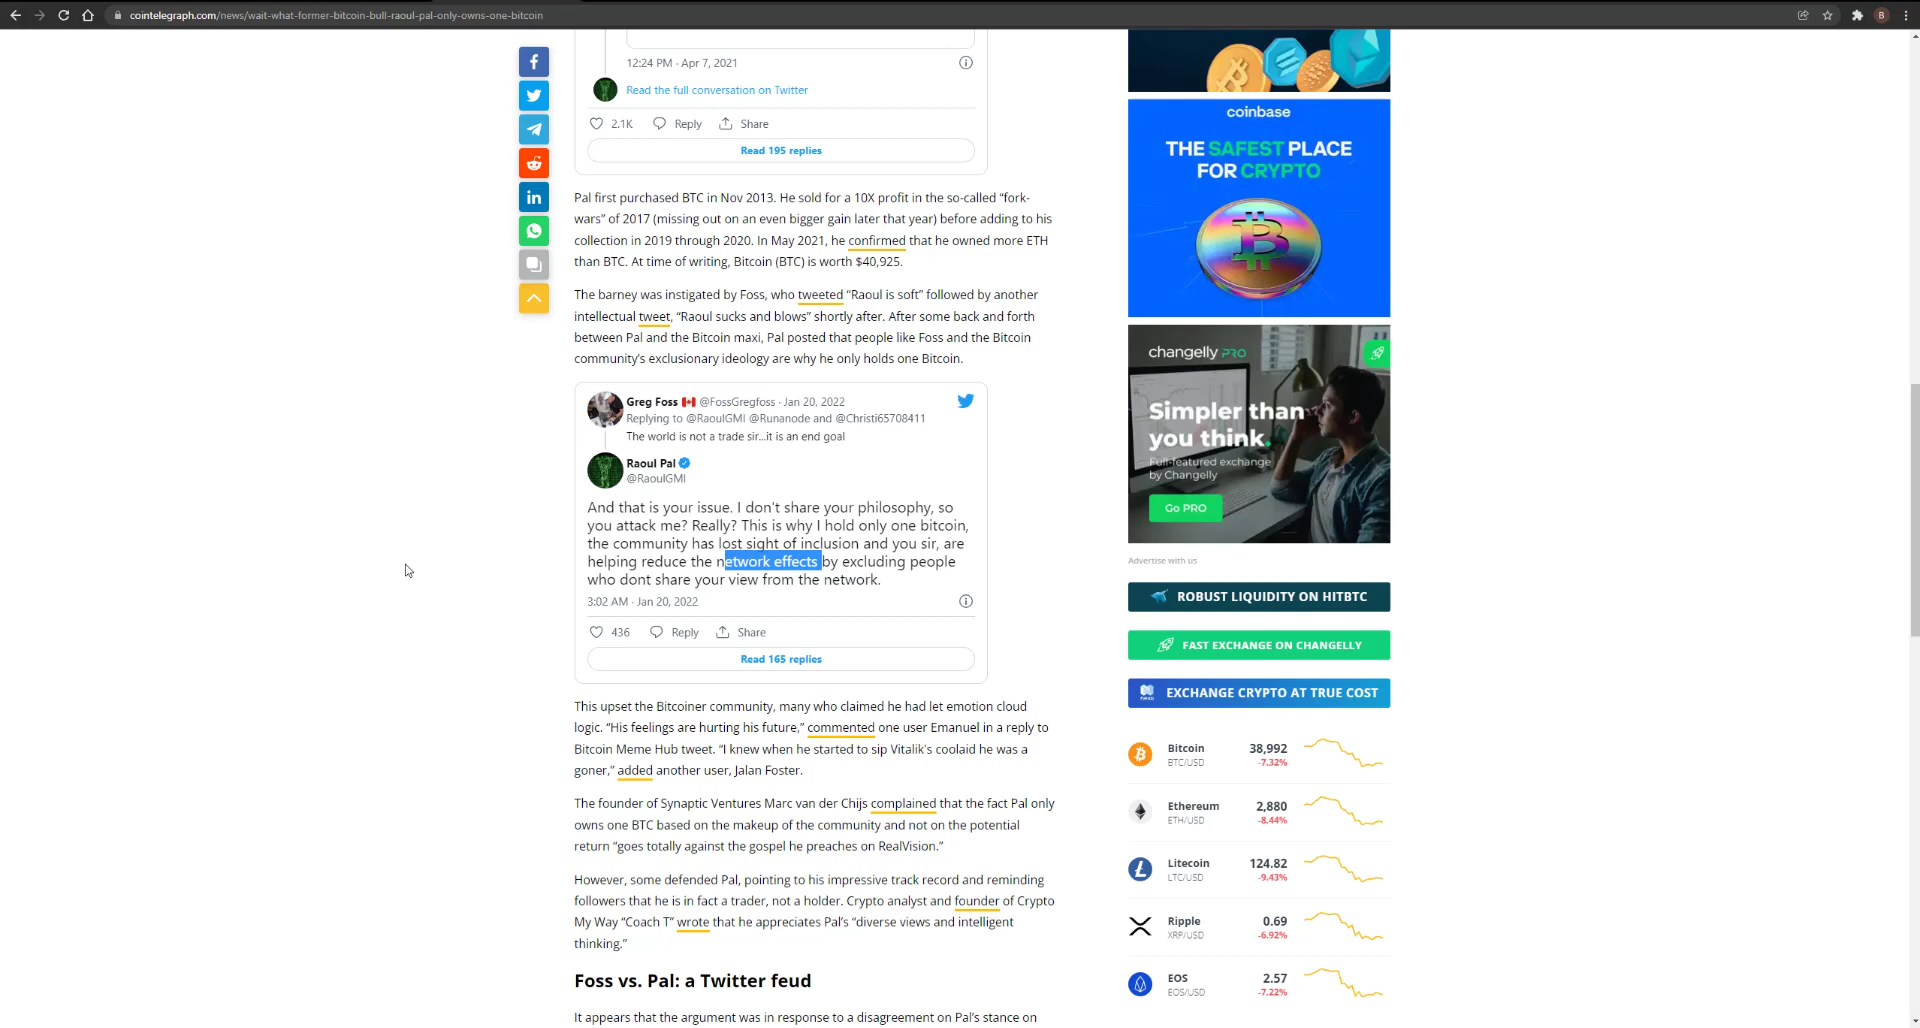 cointelegraph.com/news/wait-what-former-bitcoin-bull-raoul-pal-only-owns-one-bitcoin
B
12:24 PM · Apr 7, 2021
Read the full conversation on Twitter
2.1K Reply Share
Read 195 replies
Pal first purchased BTC in Nov 2013. He sold for a 10X profit in the so-called “fork-
wars” of 2017 (missing out on an even bigger gain later that year) before adding to his
collection in 2019 through 2020. In May 2021, he confirmed that he owned more ETH
than BTC. At time of writing, Bitcoin (BTC) is worth $40,925.
The barney was instigated by Foss, who tweeted “Raoul is soft” followed by another
intellectual tweet, “Raoul sucks and blows” shortly after. After some back and forth
between Pal and the Bitcoin maxi, Pal posted that people like Foss and the Bitcoin
community’s exclusionary ideology are why he only holds one Bitcoin.
Greg Foss @FossGregfoss · Jan 20, 2022
Replying to @RaoulGMI @Runanode and @Christi65708411
The world is not a trade sir...it is an end goal
Raoul Pal
@RaoulGMI
And that is your issue. I don't share your philosophy, so
you attack me? Really? This is why I hold only one bitcoin,
the community has lost sight of inclusion and you sir, are
helping reduce the network effects by excluding people
who dont share your view from the network.
3:02 AM · Jan 20, 2022
436 Reply Share
Read 165 replies
This upset the Bitcoiner community, many who claimed he had let emotion cloud
logic. “His feelings are hurting his future,” commented one user Emanuel in a reply to
Bitcoin Meme Hub tweet. “I knew when he started to sip Vitalik's coolaid he was a
goner,” added another user, Jalan Foster.
The founder of Synaptic Ventures Marc van der Chijs complained that the fact Pal only
owns one BTC based on the makeup of the community and not on the potential
return “goes totally against the gospel he preaches on RealVision.”
However, some defended Pal, pointing to his impressive track record and reminding
followers that he is in fact a trader, not a holder. Crypto analyst and founder of Crypto
My Way “Coach T” wrote that he appreciates Pal’s “diverse views and intelligent
thinking.”
Foss vs. Pal: a Twitter feud
It appears that the argument was in response to a disagreement on Pal’s stance on
coinbase
THE SAFEST PLACE
FOR CRYPTO
changelly PRO
Simpler than
you think.
Full-featured exchange
by Changelly
Go PRO
Advertise with us
ROBUST LIQUIDITY ON HITBTC
FAST EXCHANGE ON CHANGELLY
EXCHANGE CRYPTO AT TRUE COST
Bitcoin 38,992
BTC/USD -7.32%
Ethereum 2,880
ETH/USD -8.44%
Litecoin 124.82
LTC/USD -9.43%
Ripple 0.69
XRP/USD -6.92%
EOS 2.57
EOS/USD -7.22%